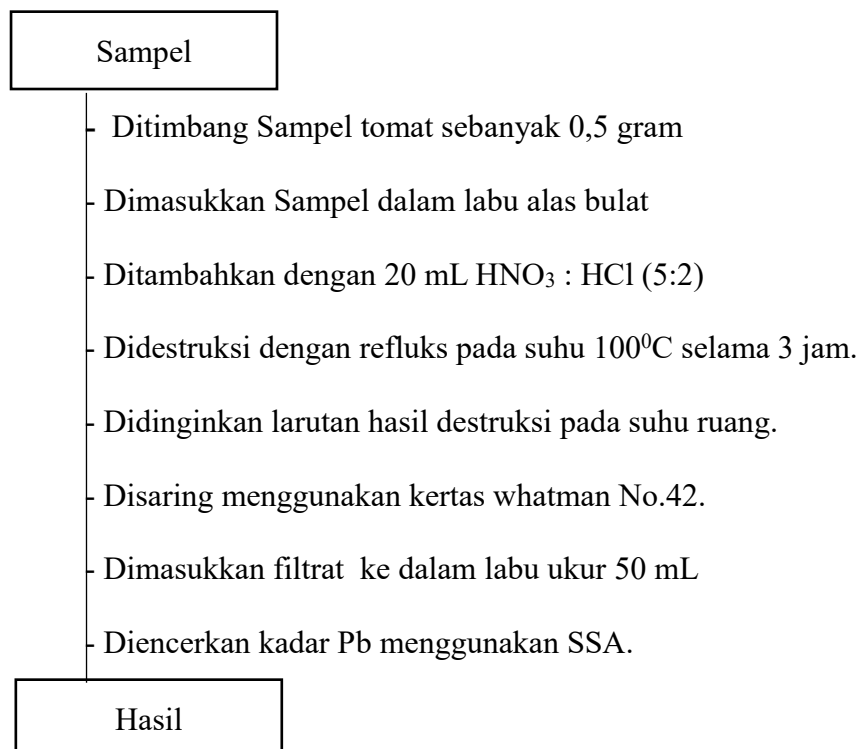 Sampel
- Ditimbang Sampel tomat sebanyak 0,5 gram
- Dimasukkan Sampel dalam labu alas bulat
- Ditambahkan dengan 20 mL HNO₃ : HCl (5:2)
- Didestruksi dengan refluks pada suhu 100⁰C selama 3 jam.
- Didinginkan larutan hasil destruksi pada suhu ruang.
- Disaring menggunakan kertas whatman No.42.
- Dimasukkan filtrat ke dalam labu ukur 50 mL
- Diencerkan kadar Pb menggunakan SSA.
Hasil